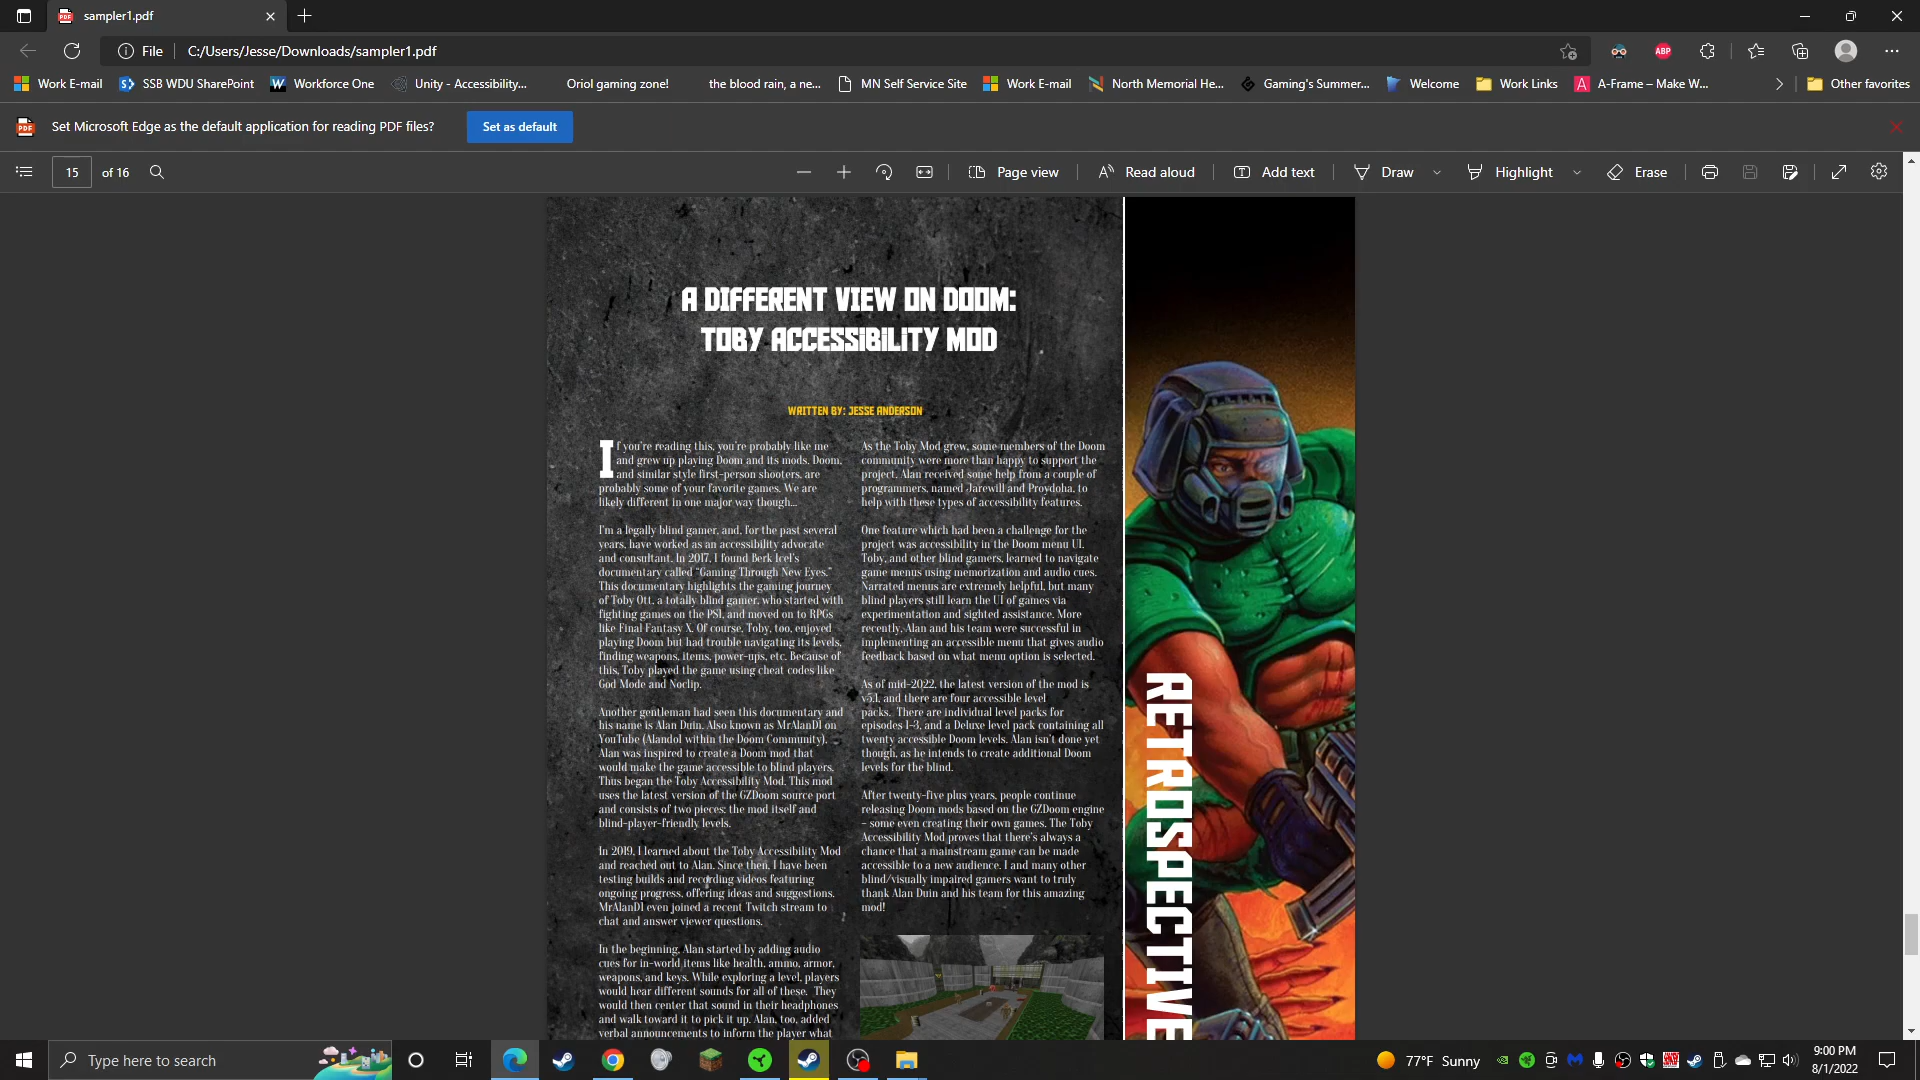 sampler1.pdf
File
C:/Users/Jesse/Downloads/sampler1.pdf
ABP
Work E-mail
SSB WDU SharePoint
Workforce One
Unity - Accessibility...
Oriol gaming zone!
the blood rain, a ne...
MN Self Service Site
Work E-mail
North Memorial He...
Gaming's Summer...
Welcome
Work Links
A-Frame – Make W...
Other favorites
Set Microsoft Edge as the default application for reading PDF files?
Set as default
15 of 16
Page view
Read aloud
Add text
Draw
Highlight
Erase
A DIFFERENT VIEW ON DOOM:
TOBY ACCESSIBILITY MOD
WRITTEN BY: JESSE ANDERSON
If you're reading this, you're probably like me
and grew up playing Doom and its mods. Doom,
and similar style first-person shooters, are
probably some of your favorite games. We are
likely different in one major way though...
I'm a legally blind gamer, and, for the past several
years, have worked as an accessibility advocate
and consultant. In 2017, I found Berk Icel's
documentary called "Gaming Through New Eyes."
This documentary highlights the gaming journey
of Toby Ott, a totally blind gamer, who started with
fighting games on the PS1, and moved on to RPGs
like Final Fantasy X. Of course, Toby, too, enjoyed
playing Doom but had trouble navigating its levels,
finding weapons, items, power-ups, etc. Because of
this, Toby played the game using cheat codes like
God Mode and Noclip.
Another gentleman had seen this documentary and
his name is Alan Duin. Also known as MrAlanD1 on
YouTube (Alando1 within the Doom Community),
Alan was inspired to create a Doom mod that
would make the game accessible to blind players.
Thus began the Toby Accessibility Mod. This mod
uses the latest version of the GZDoom source port
and consists of two pieces: the mod itself and
blind-player-friendly levels.
In 2019, I learned about the Toby Accessibility Mod
and reached out to Alan. Since then, I have been
testing builds and recording videos featuring
ongoing progress, offering ideas and suggestions.
MrAlanD1 even joined a recent Twitch stream to
chat and answer viewer questions.
In the beginning, Alan started by adding audio
cues for in-world items like health, ammo, armor,
weapons, and keys. While exploring a level, players
would hear different sounds for all of these. They
would then center that sound in their headphones
and walk toward it to pick it up. Alan, too, added
verbal announcements to inform the player what
As the Toby Mod grew, some members of the Doom
community were more than happy to support the
project. Alan received some help from a couple of
programmers, named Jarewill and Proydoha, to
help with these types of accessibility features.
One feature which had been a challenge for the
project was accessibility in the Doom menu UI.
Toby, and other blind gamers, learned to navigate
game menus using memorization and audio cues.
Narrated menus are extremely helpful, but many
blind players still learn the UI of games via
experimentation and sighted assistance. More
recently, Alan and his team were successful in
implementing an accessible menu that gives audio
feedback based on what menu option is selected.
As of mid-2022, the latest version of the mod is
v5.1, and there are four accessible level
packs. There are individual level packs for
episodes 1-3, and a Deluxe level pack containing all
twenty accessible Doom levels. Alan isn't done yet
though, as he intends to create additional Doom
levels for the blind.
After twenty-five plus years, people continue
releasing Doom mods based on the GZDoom engine
– some even creating their own games. The Toby
Accessibility Mod proves that there's always a
chance that a mainstream game can be made
accessible to a new audience. I and many other
blind/visually impaired gamers want to truly
thank Alan Duin and his team for this amazing
mod!
RETROSPECTIVE
Type here to search
77°F Sunny
9:00 PM
8/1/2022